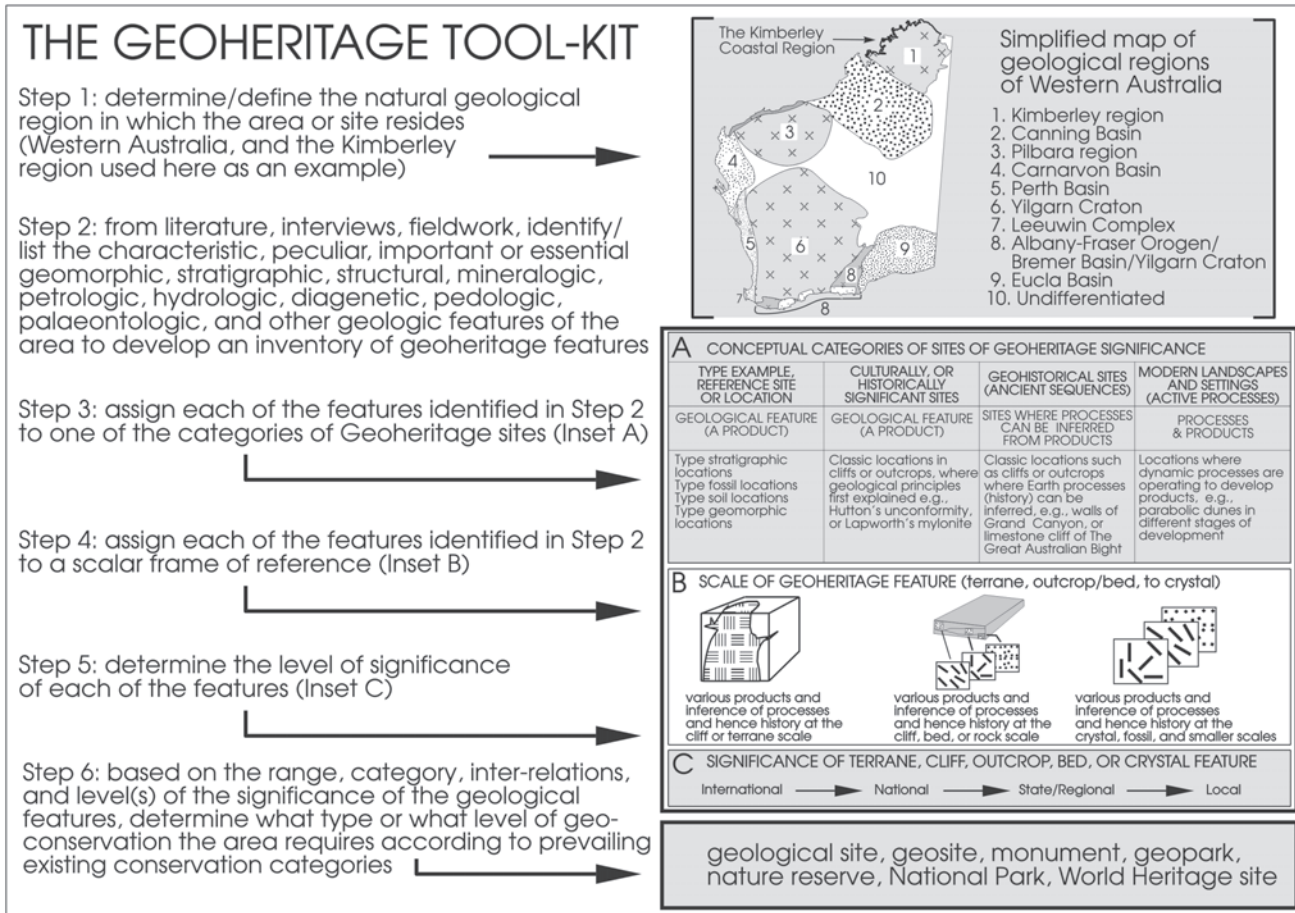 THE GEOHERITAGE TOOL-KIT
Step 1: determine/define the natural geological
region in which the area or site resides
(Western Australia, and the Kimberley
region used here as an example)
Step 2: from literature, interviews, fieldwork, identify/
list the characteristic, peculiar, important or essential
geomorphic, stratigraphic, structural, mineralogic,
petrologic, hydrologic, diagenetic, pedologic,
palaeontologic, and other geologic features of the
area to develop an inventory of geoheritage features
Step 3: assign each of the features identified in Step 2
to one of the categories of Geoheritage sites (Inset A)
Step 4: assign each of the features identified in Step 2
to a scalar frame of reference (Inset B)
Step 5: determine the level of significance
of each of the features (Inset C)
Step 6: based on the range, category, inter-relations,
and level(s) of the significance of the geological
features, determine what type or what level of geo-
conservation the area requires according to prevailing
existing conservation categories
The Kimberley
Coastal Region
1
2
3
4
10
5
6
9
8
7
8
Simplified map of
geological regions
of Western Australia
1. Kimberley region
2. Canning Basin
3. Pilbara region
4. Carnarvon Basin
5. Perth Basin
6. Yilgarn Craton
7. Leeuwin Complex
8. Albany-Fraser Orogen/
Bremer Basin/Yilgarn Craton
9. Eucla Basin
10. Undifferentiated
A CONCEPTUAL CATEGORIES OF SITES OF GEOHERITAGE SIGNIFICANCE
TYPE EXAMPLE,
REFERENCE SITE
OR LOCATION
GEOLOGICAL FEATURE
(A PRODUCT)
Type stratigraphic
locations
Type fossil locations
Type soil locations
Type geomorphic
locations
CULTURALLY, OR
HISTORICALLY
SIGNIFICANT SITES
GEOLOGICAL FEATURE
(A PRODUCT)
Classic locations in
cliffs or outcrops, where
geological principles
first explained e.g.,
Hutton's unconformity,
or Lapworth's mylonite
GEOHISTORICAL SITES
(ANCIENT SEQUENCES)
SITES WHERE PROCESSES
CAN BE INFERRED
FROM PRODUCTS
Classic locations such
as cliffs or outcrops
where Earth processes
(history) can be
inferred, e.g., walls of
Grand Canyon, or
limestone cliff of The
Great Australian Bight
MODERN LANDSCAPES
AND SETTINGS
(ACTIVE PROCESSES)
PROCESSES
& PRODUCTS
Locations where
dynamic processes are
operating to develop
products, e.g.,
parabolic dunes in
different stages of
development
B SCALE OF GEOHERITAGE FEATURE (terrane, outcrop/bed, to crystal)
various products and
inference of processes
and hence history at the
cliff or terrane scale
various products and
inference of processes
and hence history at the
cliff, bed, or rock scale
various products and
inference of processes
and hence history at the
crystal, fossil, and smaller scales
C SIGNIFICANCE OF TERRANE, CLIFF, OUTCROP, BED, OR CRYSTAL FEATURE
International National State/Regional Local
geological site, geosite, monument, geopark,
nature reserve, National Park, World Heritage site